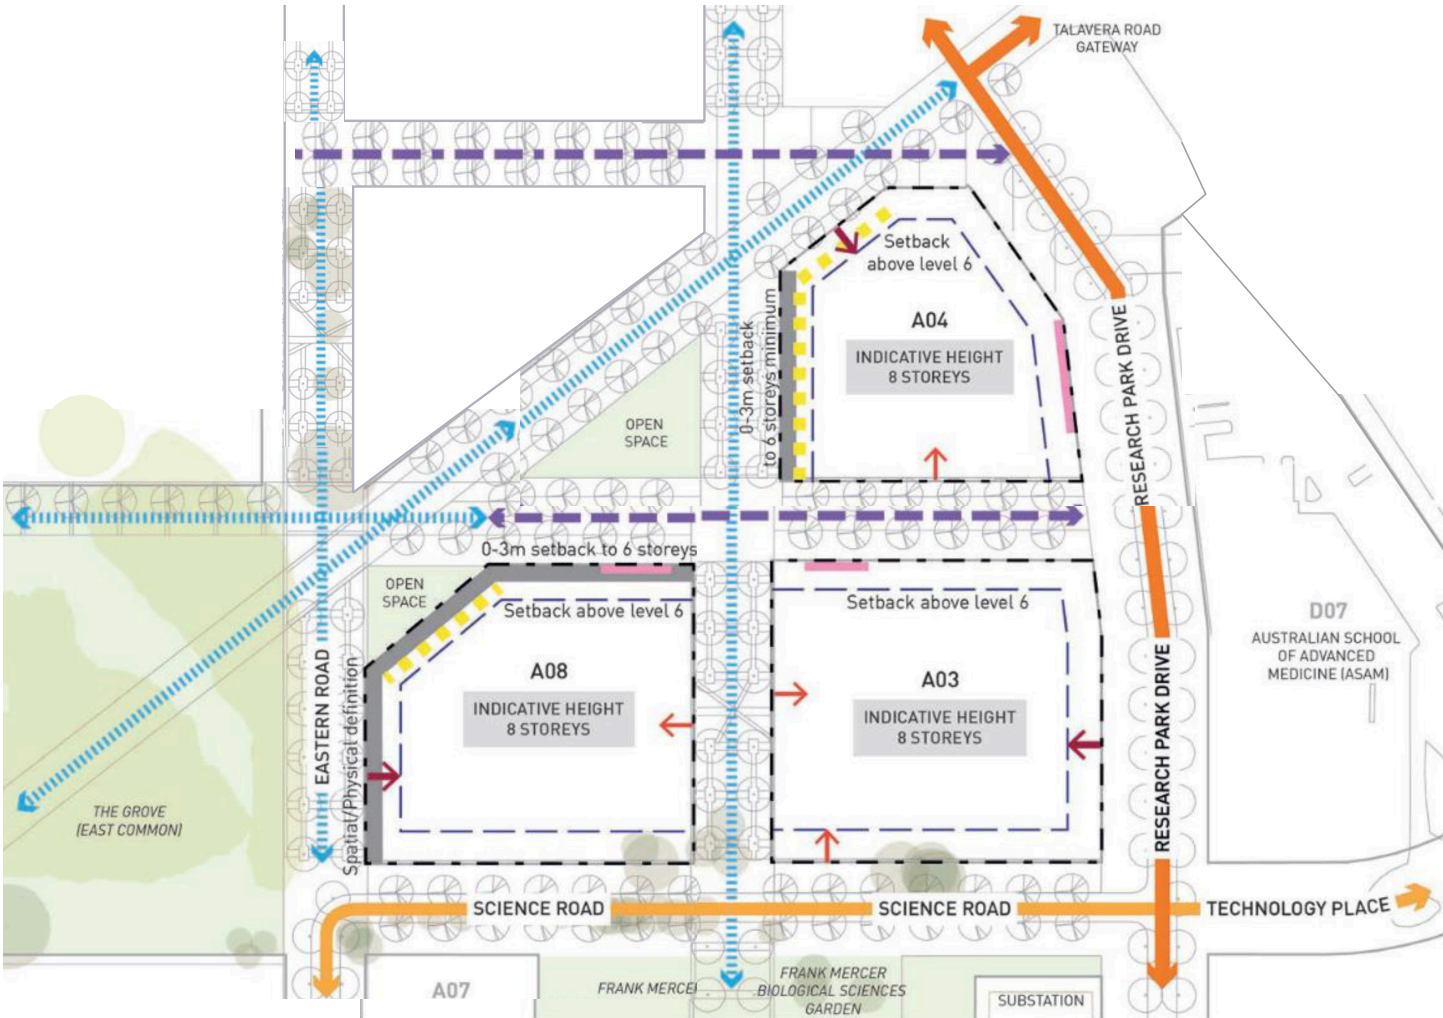 TALAVERA ROAD
GATEWAY
Setback
above level 6
A04
INDICATIVE HEIGHT
8 STOREYS
0-3m setback
to 6 storeys minimum
RESEARCH PARK DRIVE
OPEN
SPACE
0-3m setback to 6 storeys
OPEN
SPACE
Setback above level 6
Setback above level 6
D07
AUSTRALIAN SCHOOL
OF ADVANCED
MEDICINE (ASAM)
EASTERN ROAD
Spatial/Physical definition
A08
INDICATIVE HEIGHT
8 STOREYS
A03
INDICATIVE HEIGHT
8 STOREYS
RESEARCH PARK DRIVE
THE GROVE
(EAST COMMON)
SCIENCE ROAD
SCIENCE ROAD
TECHNOLOGY PLACE
A07
FRANK MERCE
FRANK MERCER
BIOLOGICAL SCIENCES
GARDEN
SUBSTATION